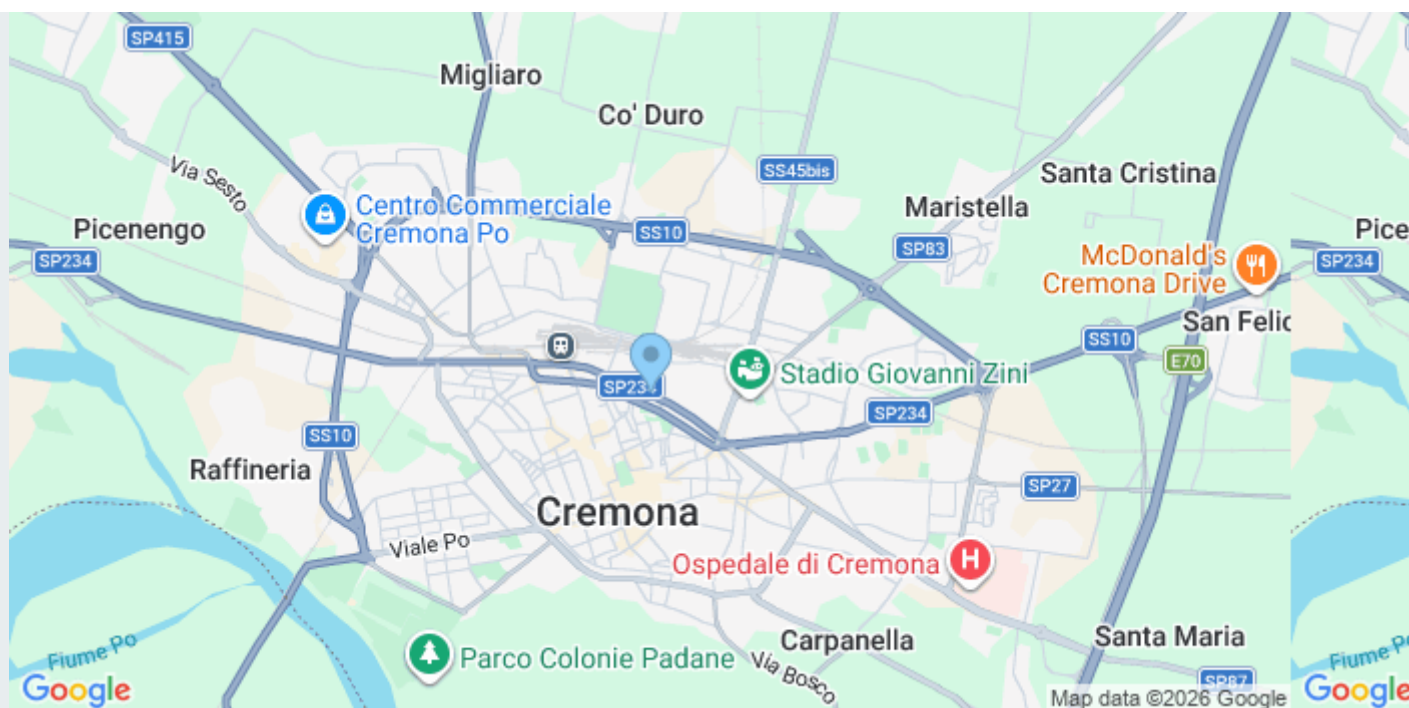 SP415
Migliaro
Co' Duro
SS45bis
Via Sesto
Santa Cristina
Centro Commerciale
Cremona Po
Maristella
Picenengo
SS10
SP83
SP234
McDonald's
Cremona Drive
San Felic
SS10
E70
Stadio Giovanni Zini
SP23
SP234
SS10
Raffineria
SP27
Cremona
Viale Po
Ospedale di Cremona
Carpanella
Santa Maria
Fiume Po
Parco Colonie Padane
Via Bosco
SP87
Google
Map data ©2026 Google
Pice
SP234
Fiume Po
Google